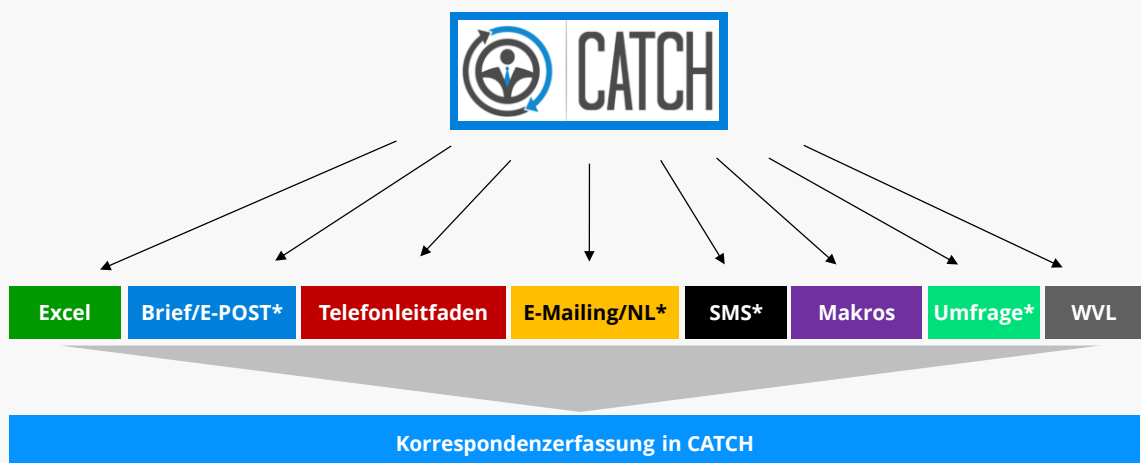 CATCH
Excel
Brief/E-POST*
Telefonleitfaden
E-Mailing/NL*
SMS*
Makros
Umfrage*
WVL
Korrespondenzerfassung in CATCH